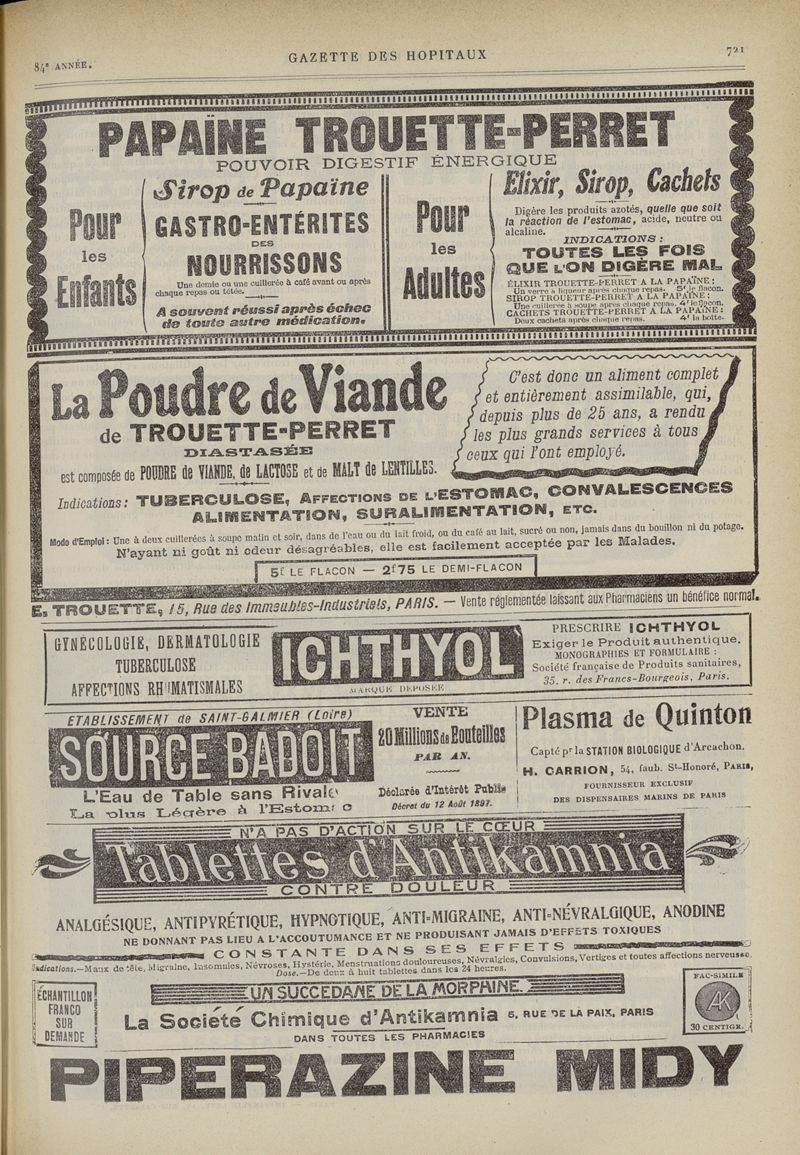 84e ANNÉE.
GAZETTE DES HOPITAUX
721
PAPAÏNE TROUETTE-PERRET
POUVOIR DIGESTIF ÉNERGIQUE
Pour
les
Enfants
Sirop de Papaïne
GASTRO-ENTÉRITES
DES
NOURRISSONS
Une demie ou une cuillerée à café avant ou après
chaque repas ou tétée.
A souvent réussi après échec
de toute autre médication.
Pour
les
Adultes
Elixir, Sirop, Cachets
Digère les produits azotés, quelle que soit
la réaction de l'estomac, acide, neutre ou
alcaline.
INDICATIONS :
TOUTES LES FOIS
QUE L'ON DIGÈRE MAL
ÉLIXIR TROUETTE-PERRET A LA PAPAÏNE :
Un verre à liqueur après chaque repas. 5f le flacon.
SIROP TROUETTE-PERRET A LA PAPAÏNE :
Une cuillerée à soupe après chaque repas, 4f le flacon.
CACHETS TROUETTE-PERRET A LA PAPAÏNE :
Deux cachets après chaque repas. 4f la boîte.
La Poudre de Viande
de TROUETTE-PERRET
DIASTASÉE
est composée de POUDRE de VIANDE, de LACTOSE et de MALT de LENTILLES.
C'est donc un aliment complet
et entièrement assimilable, qui,
depuis plus de 25 ans, a rendu
les plus grands services à tous
ceux qui l'ont employé.
Indications : TUBERCULOSE, AFFECTIONS DE L'ESTOMAC, CONVALESCENCES
ALIMENTATION, SURALIMENTATION, ETC.
Mode d'Emploi : Une à deux cuillerées à soupe matin et soir, dans de l'eau ou du lait froid, ou du café au lait, sucré ou non, jamais dans du bouillon ni du potage.
N'ayant ni goût ni odeur désagréables, elle est facilement acceptée par les Malades.
5f LE FLACON — 2f75 LE DEMI-FLACON
E. TROUETTE, 15, Rue des Immeubles-Industriels, PARIS. — Vente réglementée laissant aux Pharmaciens un bénéfice normal.
GYNÉCOLOGIE, DERMATOLOGIE
TUBERCULOSE
AFFECTIONS RHUMATISMALES
ICHTHYOL
MARQUE DÉPOSÉE
PRESCRIRE ICHTHYOL
Exiger le Produit authentique.
MONOGRAPHIES ET FORMULAIRE :
Société française de Produits sanitaires,
35. r. des Francs-Bourgeois, Paris.
ETABLISSEMENT de SAINT-GALMIER (Loire)
SOURCE BADOIT
L'Eau de Table sans Rivale
La plus Légère à l'Estomac
VENTE
20 Millions de Bouteilles
PAR AN.
Déclarée d'Intérêt Public
Décret du 12 Août 1897.
Plasma de Quinton
Capté pr la STATION BIOLOGIQUE d'Arcachon.
H. CARRION, 54, faub. St-Honoré, PARIS,
FOURNISSEUR EXCLUSIF
DES DISPENSAIRES MARINS DE PARIS
N'A PAS D'ACTION SUR LE CŒUR
Tablettes d'Antikamnia
CONTRE DOULEUR
ANALGÉSIQUE, ANTIPYRÉTIQUE, HYPNOTIQUE, ANTI-MIGRAINE, ANTI-NÉVRALGIQUE, ANODINE
NE DONNANT PAS LIEU A L'ACCOUTUMANCE ET NE PRODUISANT JAMAIS D'EFFETS TOXIQUES
CONSTANTE DANS SES EFFETS
Indications.—Maux de tête, Migraine, Insomnies, Névroses, Hystérie, Menstruations douloureuses, Névralgies, Convulsions, Vertiges et toutes affections nerveuses.
Dose.—De deux à huit tablettes dans les 24 heures.
ÉCHANTILLON
FRANCO
SUR
DEMANDE
UN SUCCÉDANÉ DE LA MORPHINE.
La Société Chimique d'Antikamnia 5, RUE DE LA PAIX, PARIS
DANS TOUTES LES PHARMACIES
FAC-SIMILE
AK
30 CENTIGR.
PIPERAZINE MIDY